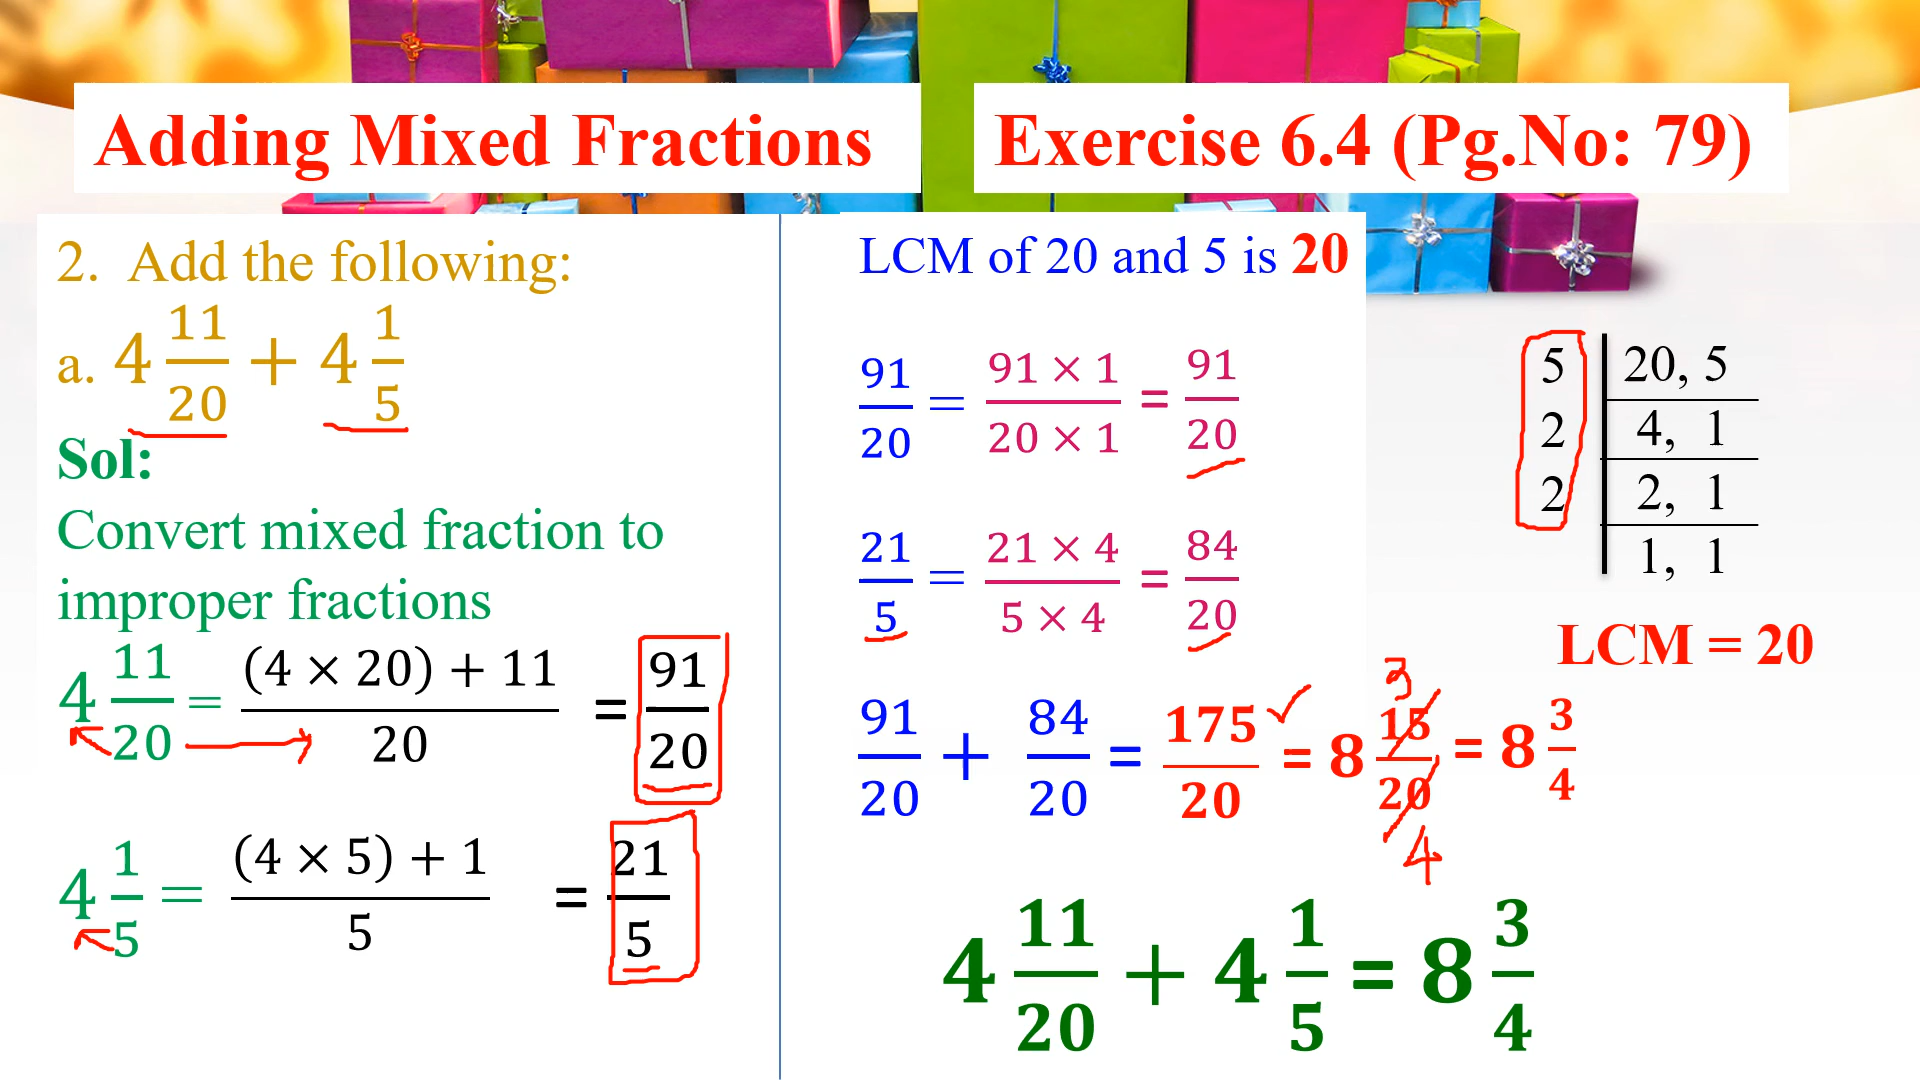 Adding Mixed Fractions
Exercise 6.4 (Pg.No: 79)
2. Add the following:
a. 4 11/20 + 4 1/5
Sol:
Convert mixed fraction to
improper fractions
4 11/20 = (4 × 20) + 11/20 = 91/20
4 1/5 = (4 × 5) + 1/5 = 21/5
LCM of 20 and 5 is 20
91/20 = 91 × 1/20 × 1 = 91/20
21/5 = 21 × 4/5 × 4 = 84/20
91/20 + 84/20 = 175/20 = 8 15/20 = 8 3/4
3
4
4 11/20 + 4 1/5 = 8 3/4
5 20, 5
2 4, 1
2 2, 1
1, 1
LCM = 20